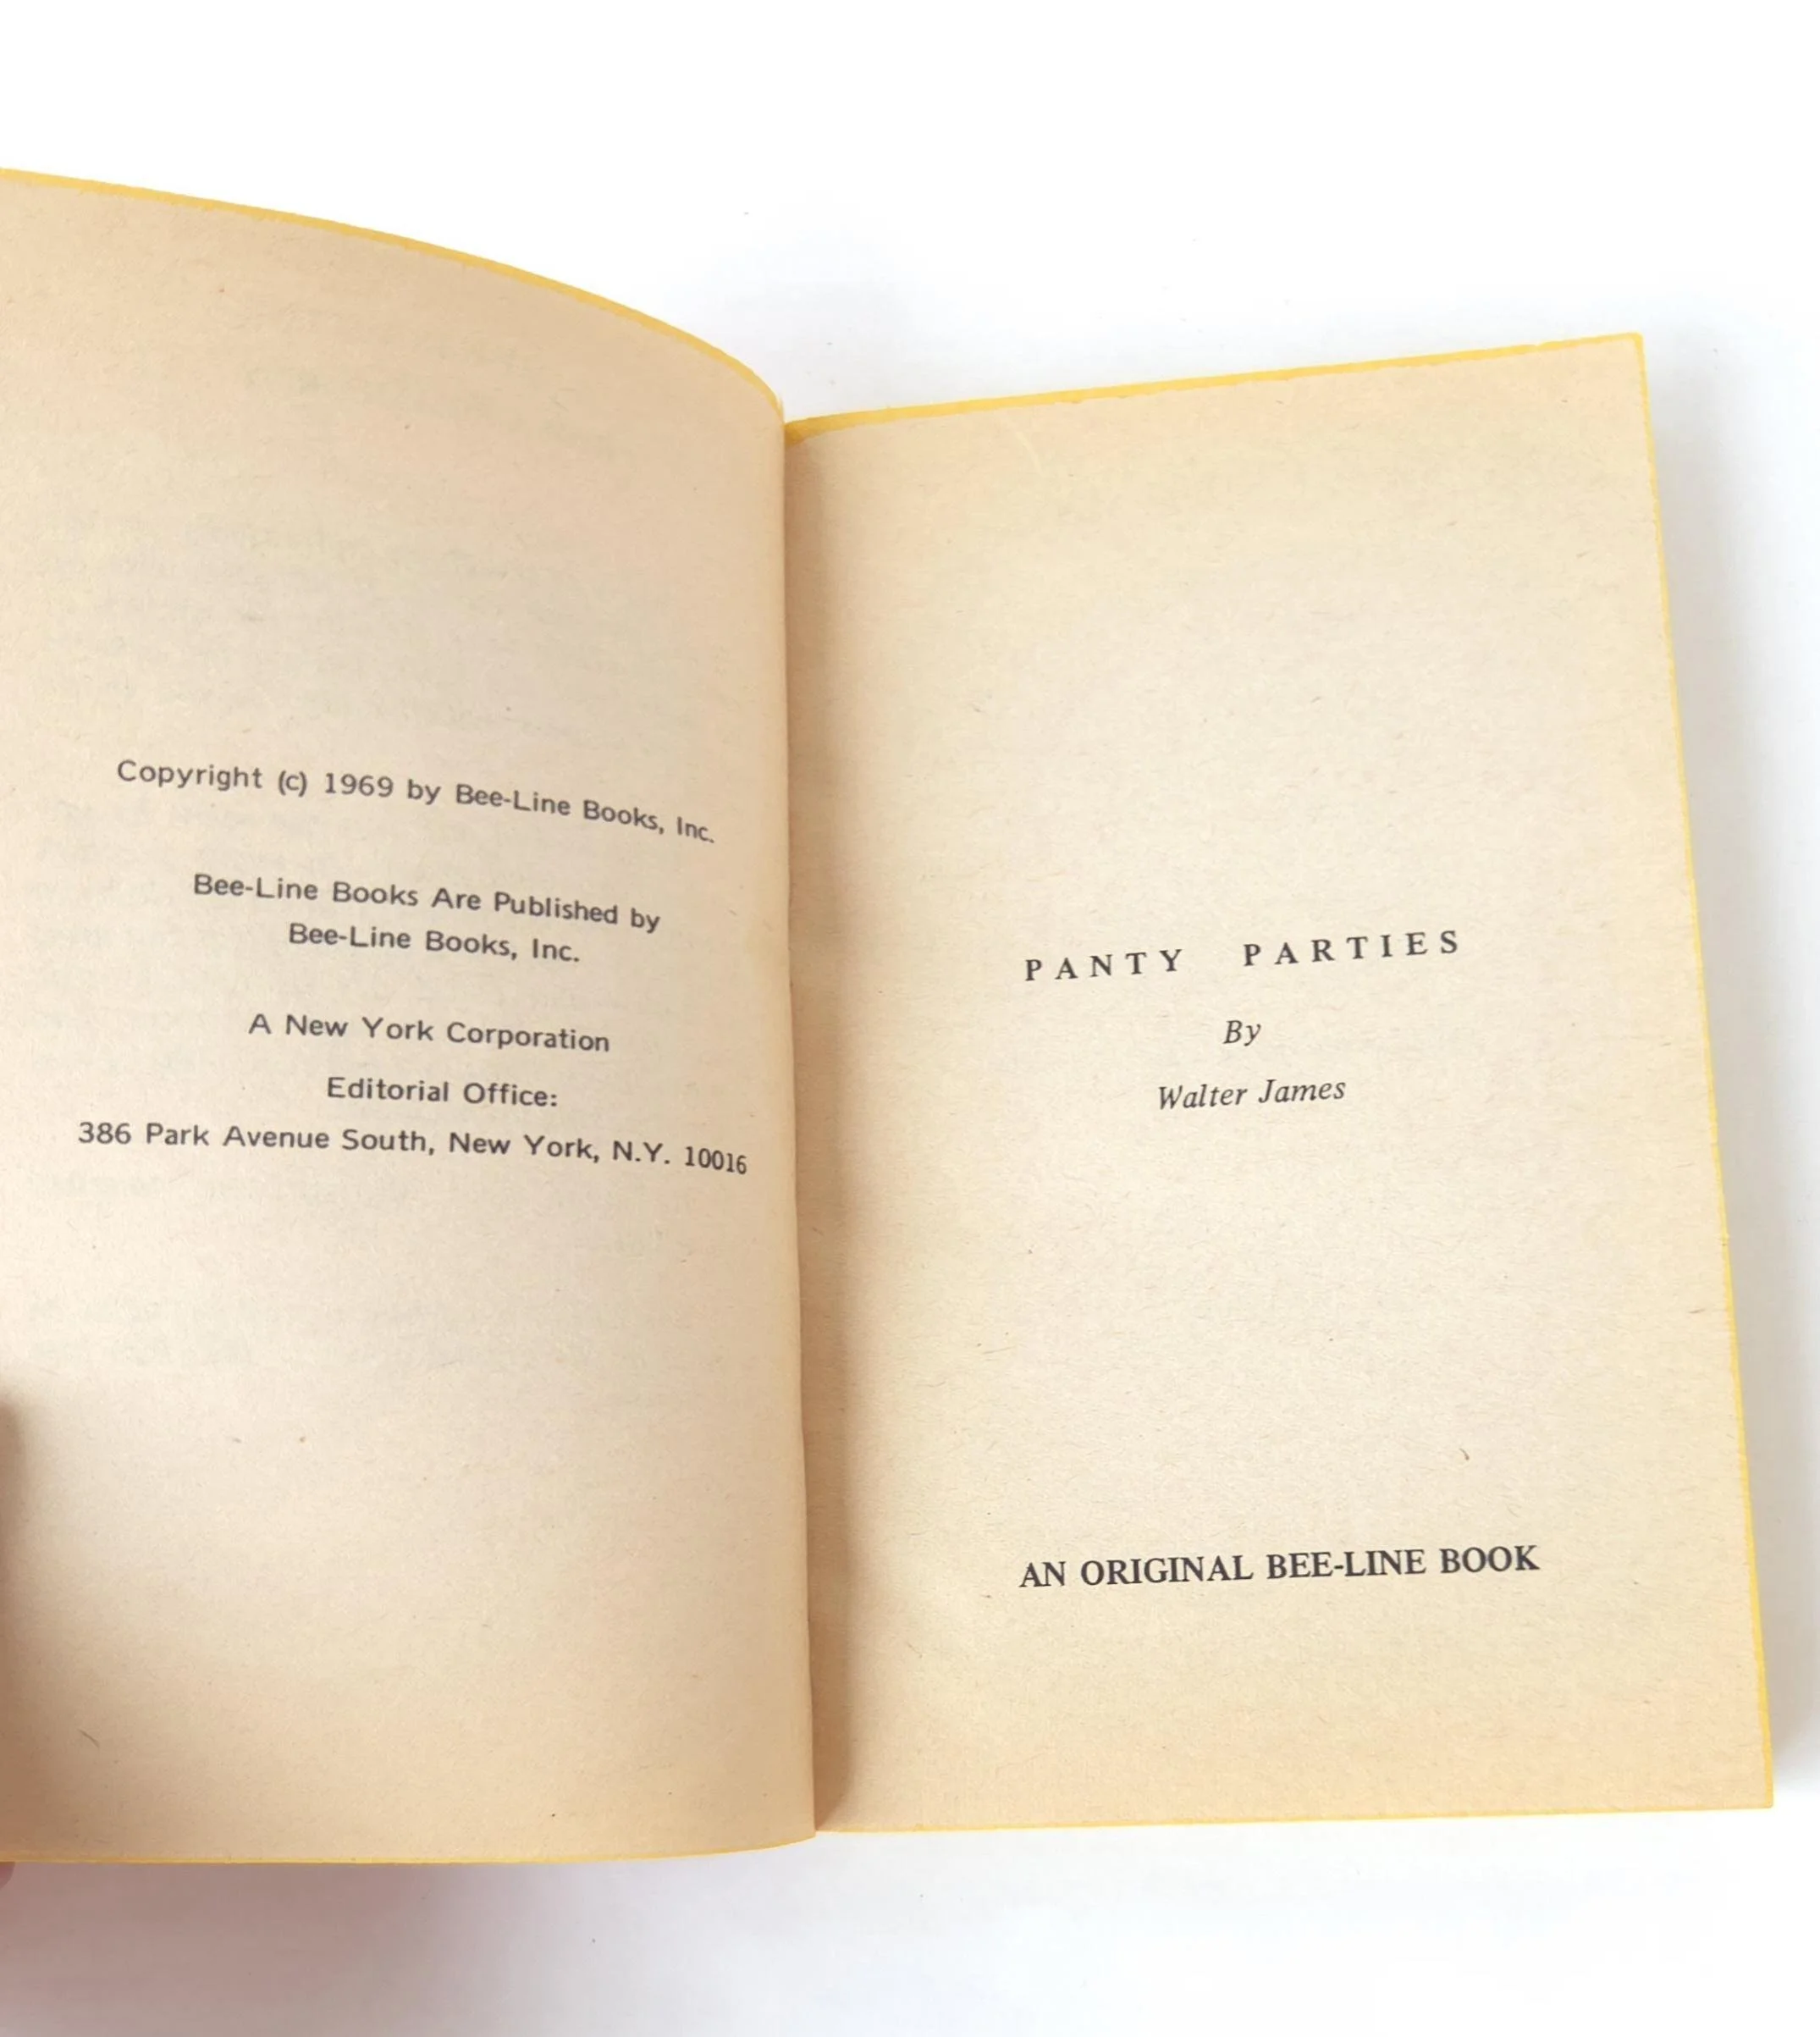 Copyright (c) 1969 by Bee-Line Books, Inc.
Bee-Line Books Are Published by
Bee-Line Books, Inc.
A New York Corporation
Editorial Office:
386 Park Avenue South, New York, N.Y. 10016
PANTY PARTIES
By
Walter James
AN ORIGINAL BEE-LINE BOOK